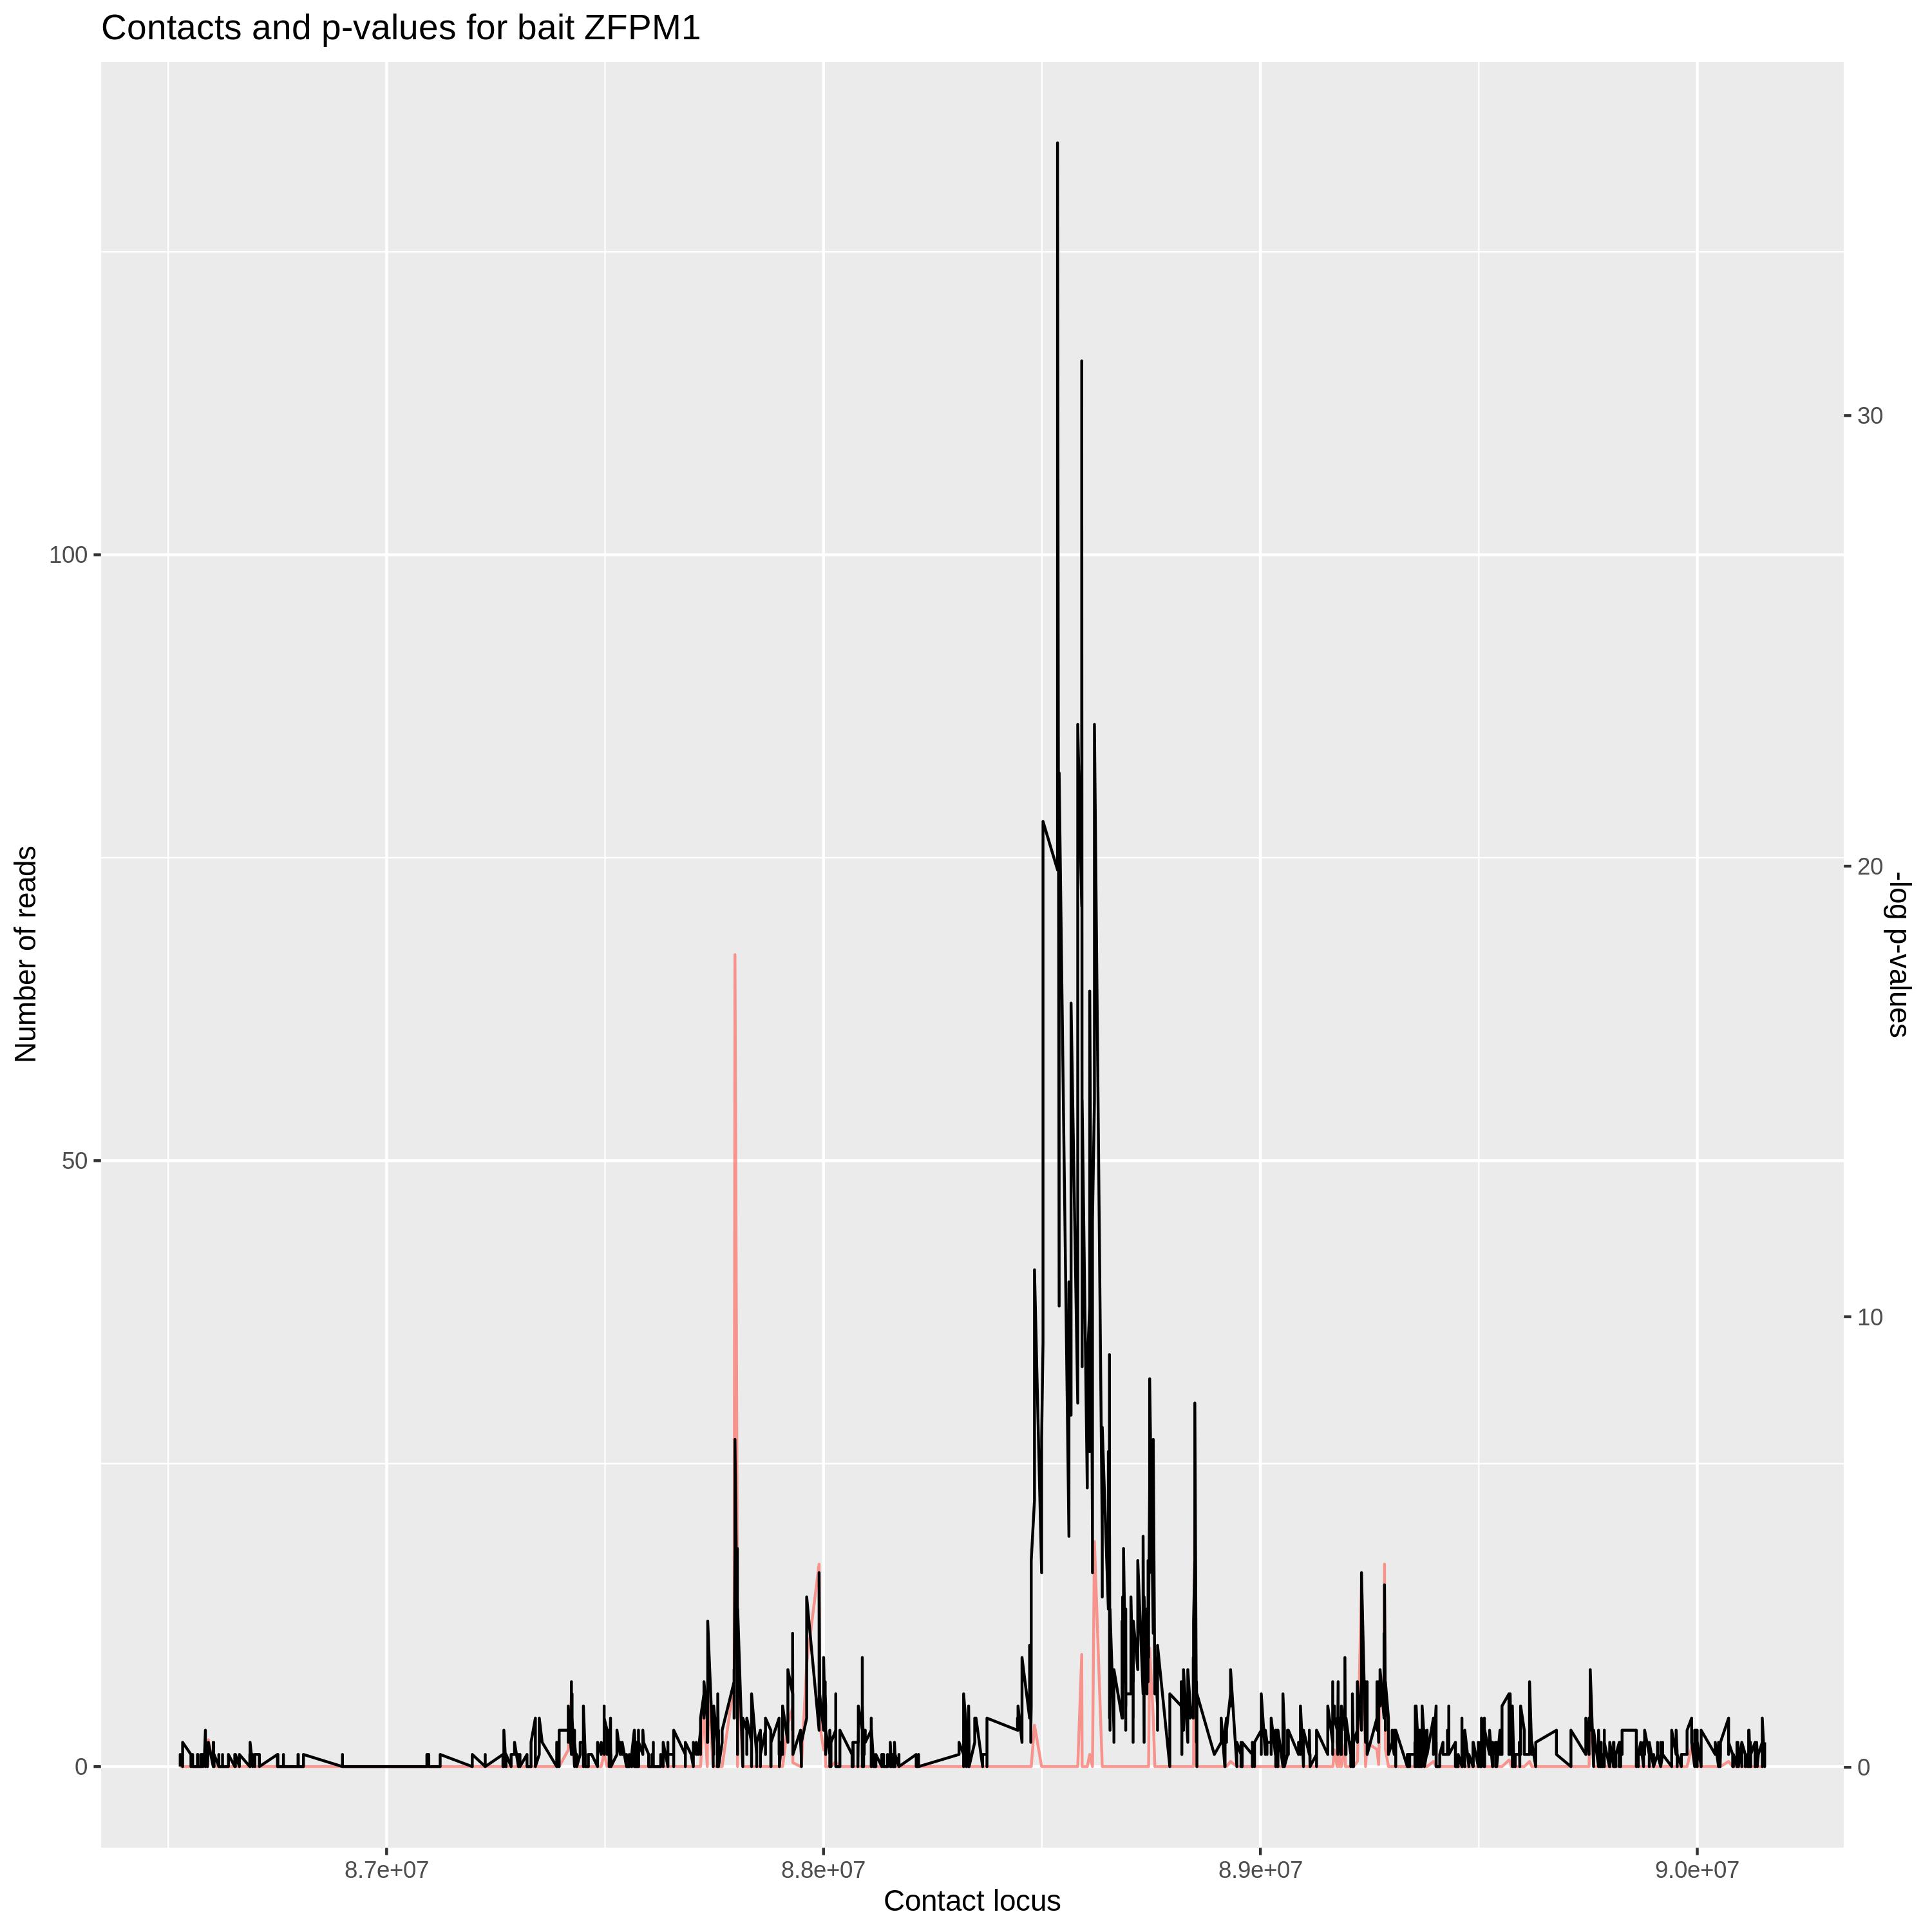 Contacts and p-values for bait ZFPM1
Number of reads
100
50
0
30
20
10
0
-log p-values
8.7e+07
8.8e+07
8.9e+07
9.0e+07
Contact locus